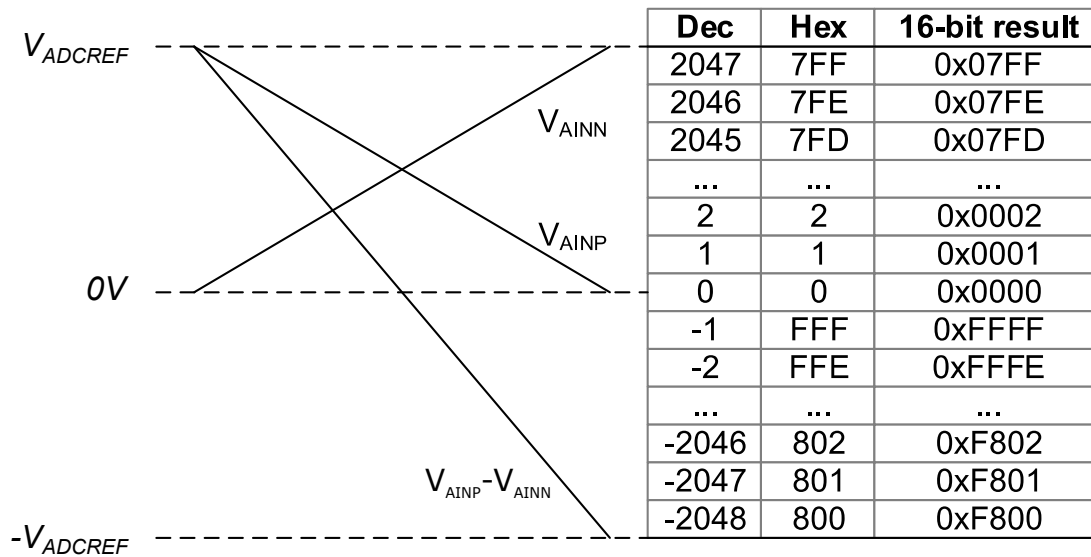 Dec Hex 16-bit result
V_ADCREF
2047 7FF 0x07FF
2046 7FE 0x07FE
V_AINN
2045 7FD 0x07FD
... ... ...
2 2 0x0002
V_AINP
1 1 0x0001
0V
0 0 0x0000
-1 FFF 0xFFFF
-2 FFE 0xFFFE
... ... ...
-2046 802 0xF802
V_AINP-V_AINN
-2047 801 0xF801
-2048 800 0xF800
-V_ADCREF